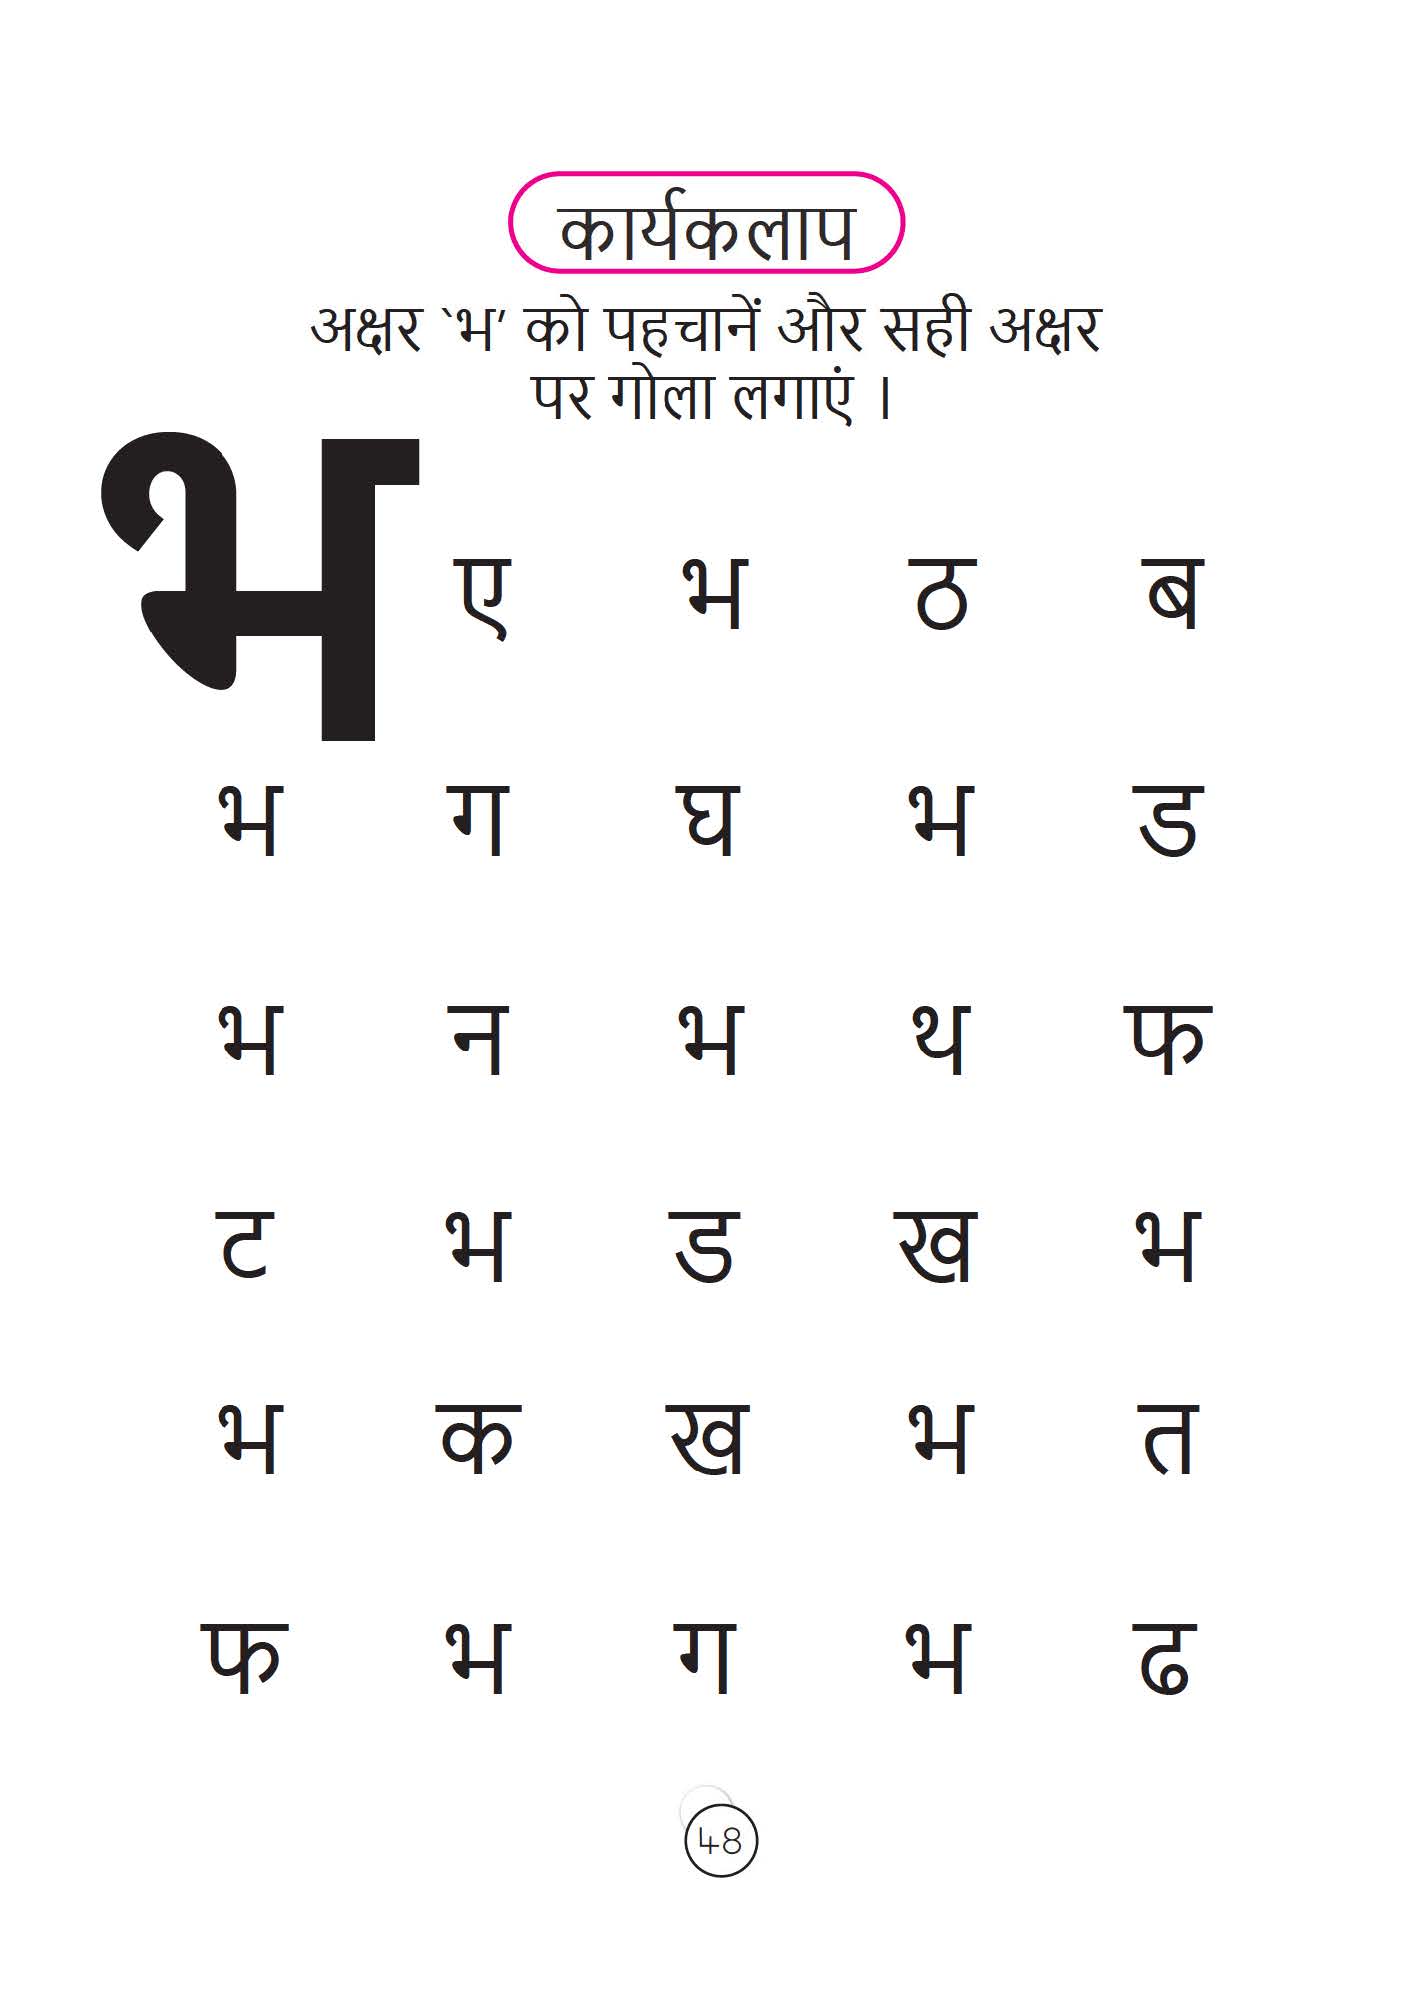 कार्यकलाप
अक्षर `भ’ को पहचानें और सही अक्षर
पर गोला लगाएं ।
भ
ए भ ठ ब
भ ग घ भ ड
भ न भ थ फ
ट भ ड ख भ
भ क ख भ त
फ भ ग भ ढ
48